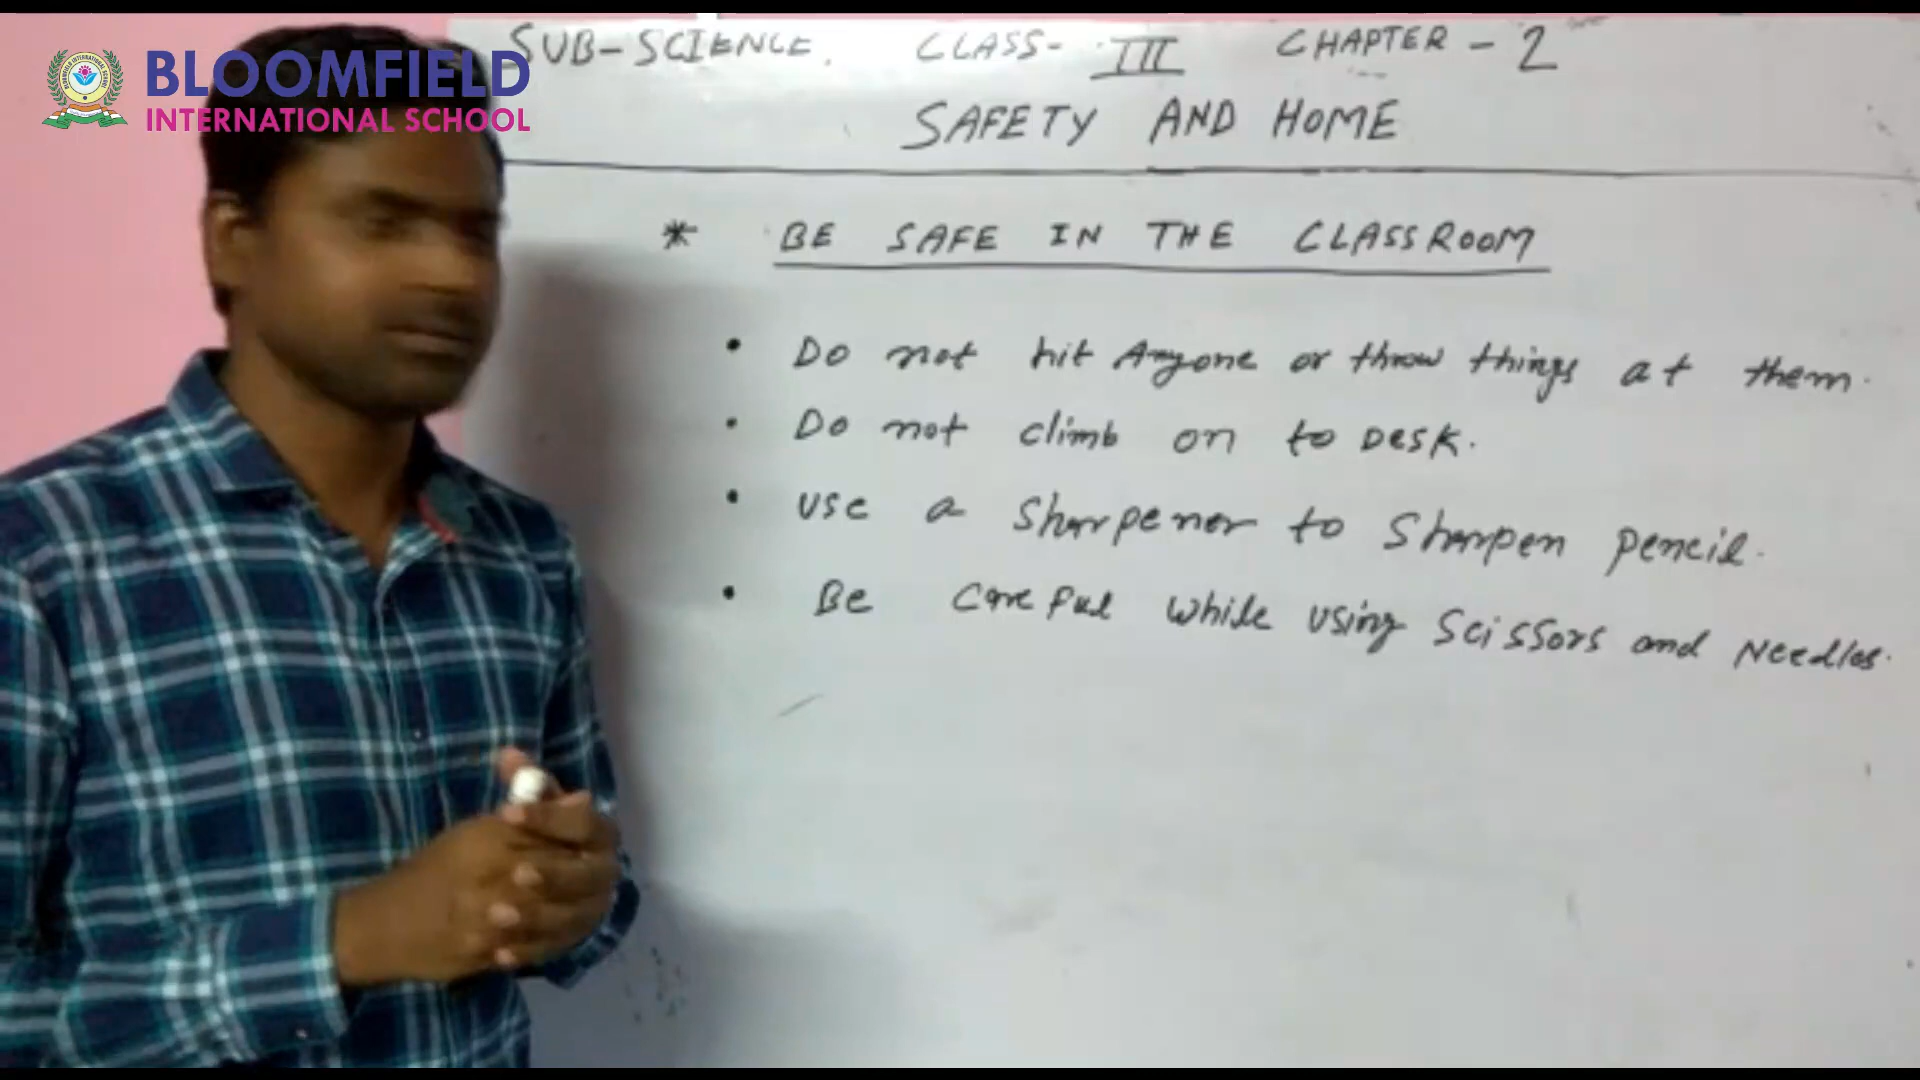 BLOOMFIELD
INTERNATIONAL SCHOOL
SUB-SCIENCE. CLASS- III CHAPTER - 2
SAFETY AND HOME
* BE SAFE IN THE CLASSROOM
• Do not hit Anyone or throw things at them.
• Do not climb on to Desk.
• Use a Sharpener to Sharpen pencil.
• Be Careful While Using Scissors and Needles.